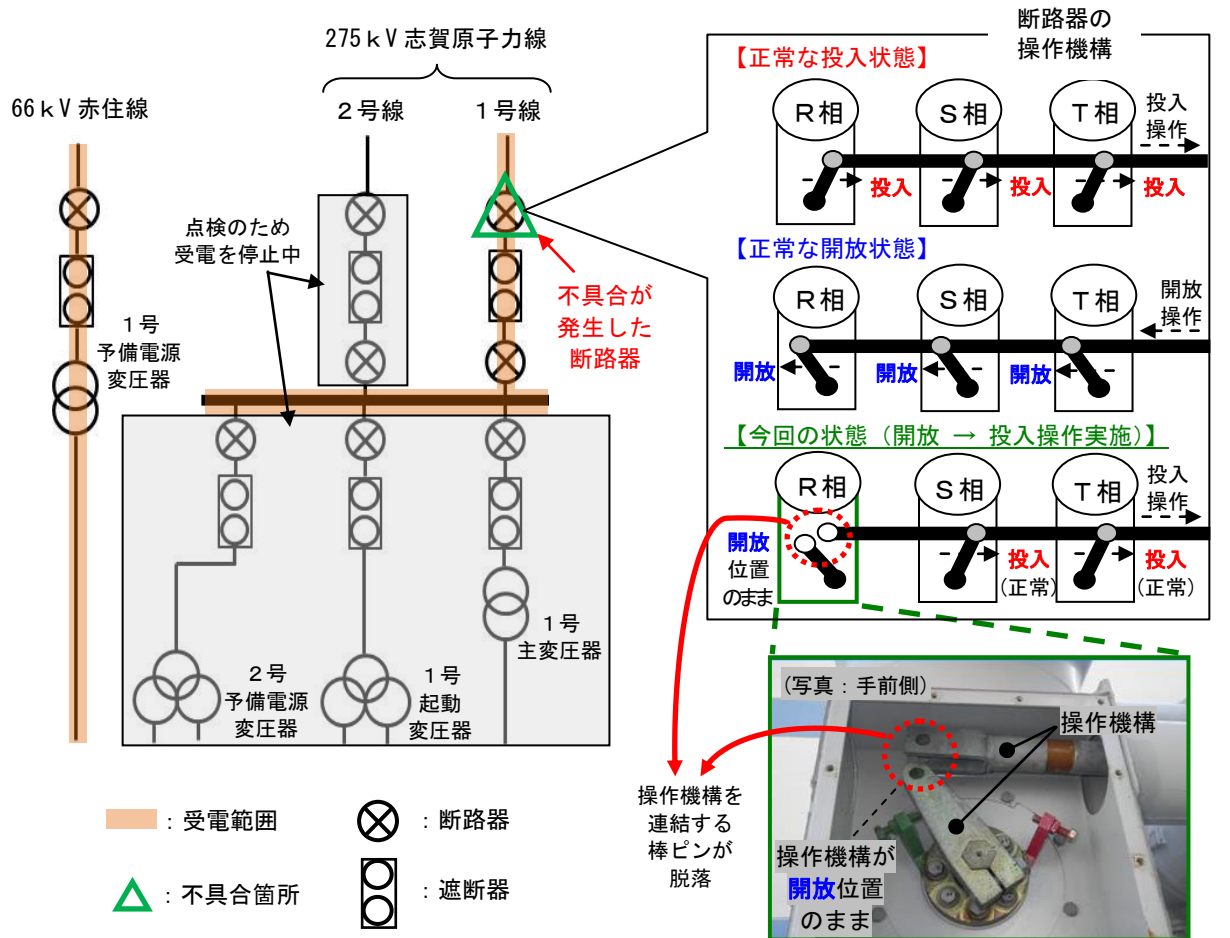 275ｋＶ志賀原子力線
66ｋＶ赤住線
２号線
１号線
点検のため
受電を停止中
不具合が
発生した
断路器
１号
予備電源
変圧器
２号
予備電源
変圧器
１号
起動
変圧器
１号
主変圧器
：受電範囲
：断路器
：不具合箇所
：遮断器
断路器の
操作機構
【正常な投入状態】
Ｒ相
Ｓ相
Ｔ相
投入
操作
投入
投入
投入
【正常な開放状態】
Ｒ相
Ｓ相
Ｔ相
開放
操作
開放
開放
開放
【今回の状態（開放 → 投入操作実施）】
Ｒ相
Ｓ相
Ｔ相
投入
操作
開放
位置
のまま
投入
(正常)
投入
(正常)
(写真：手前側)
操作機構
操作機構を
連結する
棒ピンが
脱落
操作機構が
開放位置
のまま